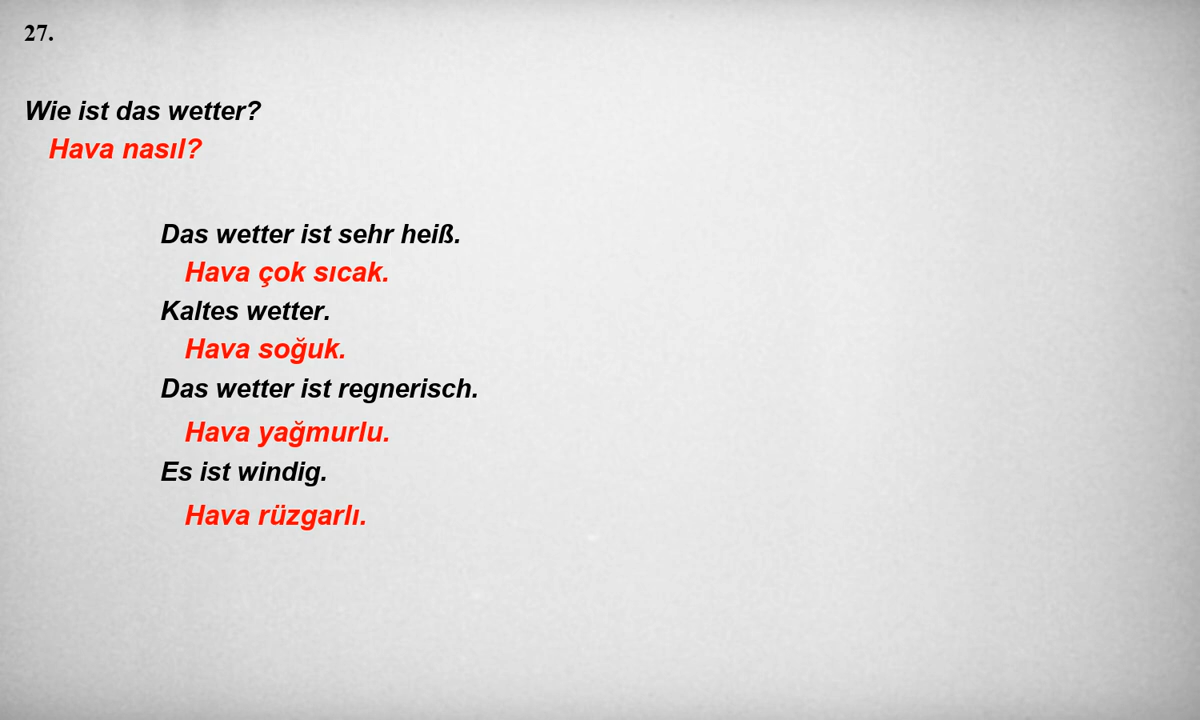 27.
Wie ist das wetter?
Hava nasıl?
Das wetter ist sehr heiß.
Hava çok sıcak.
Kaltes wetter.
Hava soğuk.
Das wetter ist regnerisch.
Hava yağmurlu.
Es ist windig.
Hava rüzgarlı.